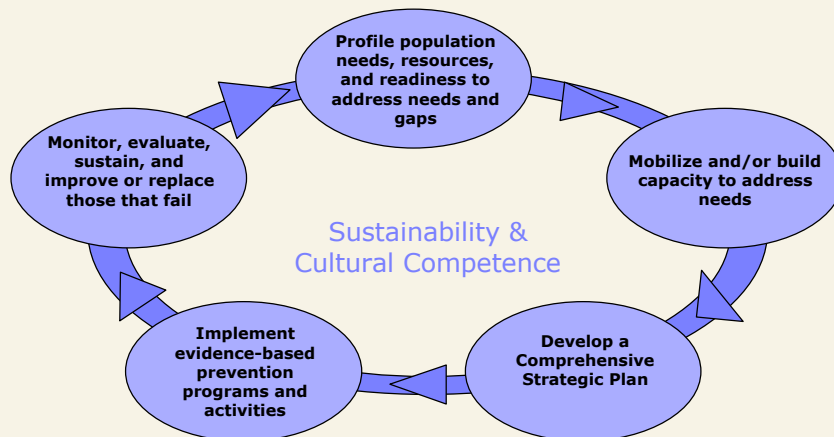 Profile population
needs, resources,
and readiness to
address needs and
gaps
Mobilize and/or build
capacity to address
needs
Develop a
Comprehensive
Strategic Plan
Implement
evidence-based
prevention
programs and
activities
Monitor, evaluate,
sustain, and
improve or replace
those that fail
Sustainability &
Cultural Competence